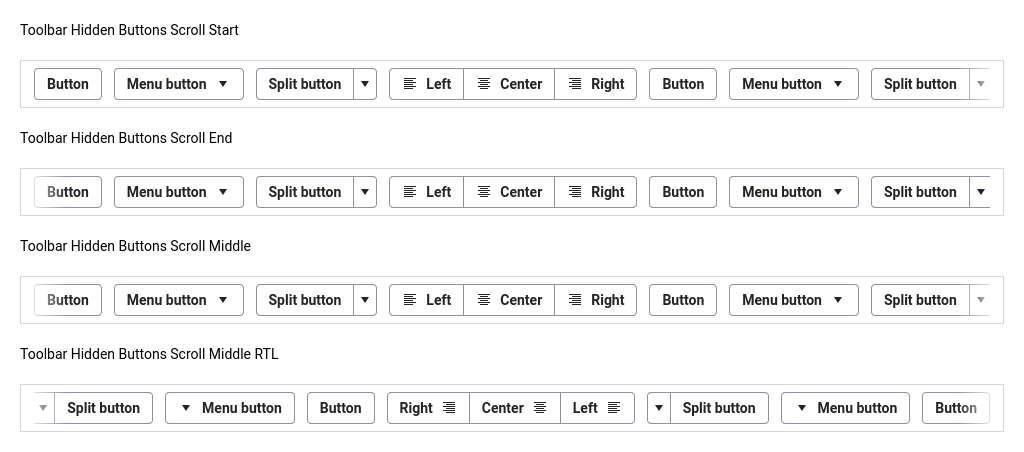 Toolbar Hidden Buttons Scroll Start
Button Menu button Split button Left Center Right Button Menu button Split button
Toolbar Hidden Buttons Scroll End
Button Menu button Split button Left Center Right Button Menu button Split button
Toolbar Hidden Buttons Scroll Middle
Button Menu button Split button Left Center Right Button Menu button Split button
Toolbar Hidden Buttons Scroll Middle RTL
Split button Menu button Button Right Center Left Split button Menu button Button